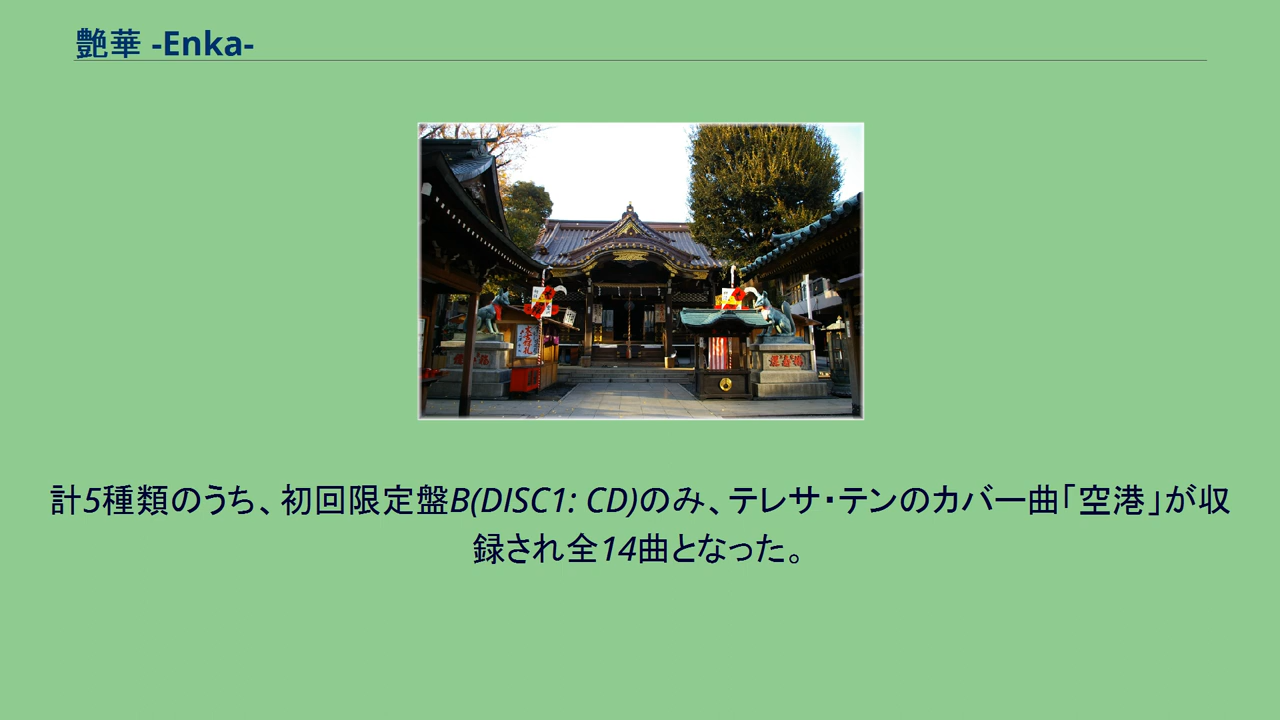 艶華 -Enka-
計5種類のうち、初回限定盤B(DISC1: CD)のみ、テレサ・テンのカバー曲「空港」が収
録され全14曲となった。